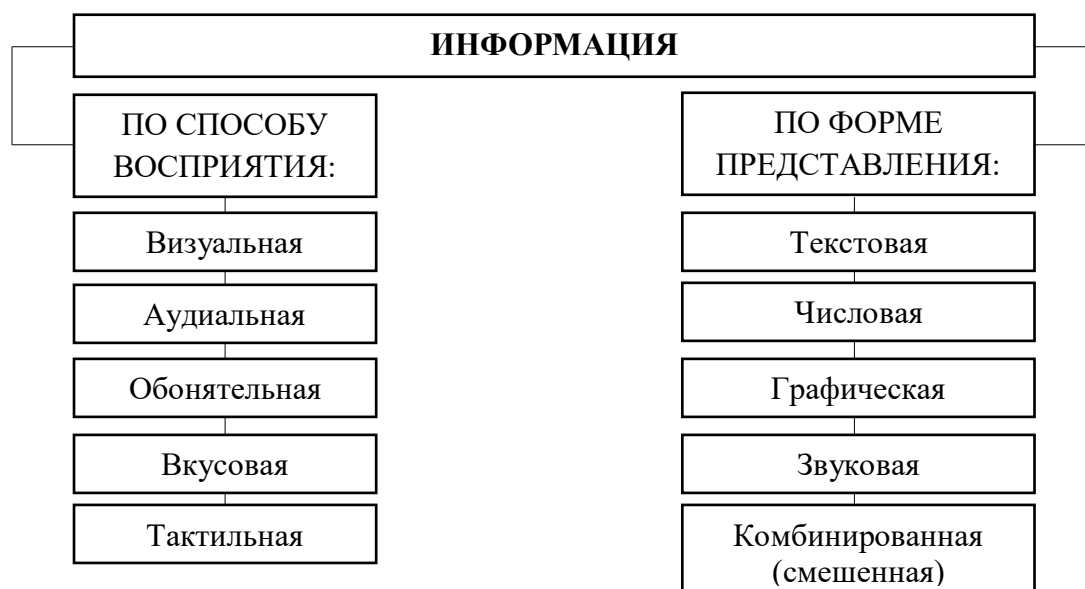 ИНФОРМАЦИЯ
ПО СПОСОБУ
ВОСПРИЯТИЯ:
Визуальная
Аудиальная
Обонятельная
Вкусовая
Тактильная
ПО ФОРМЕ
ПРЕДСТАВЛЕНИЯ:
Текстовая
Числовая
Графическая
Звуковая
Комбинированная
(смешенная)